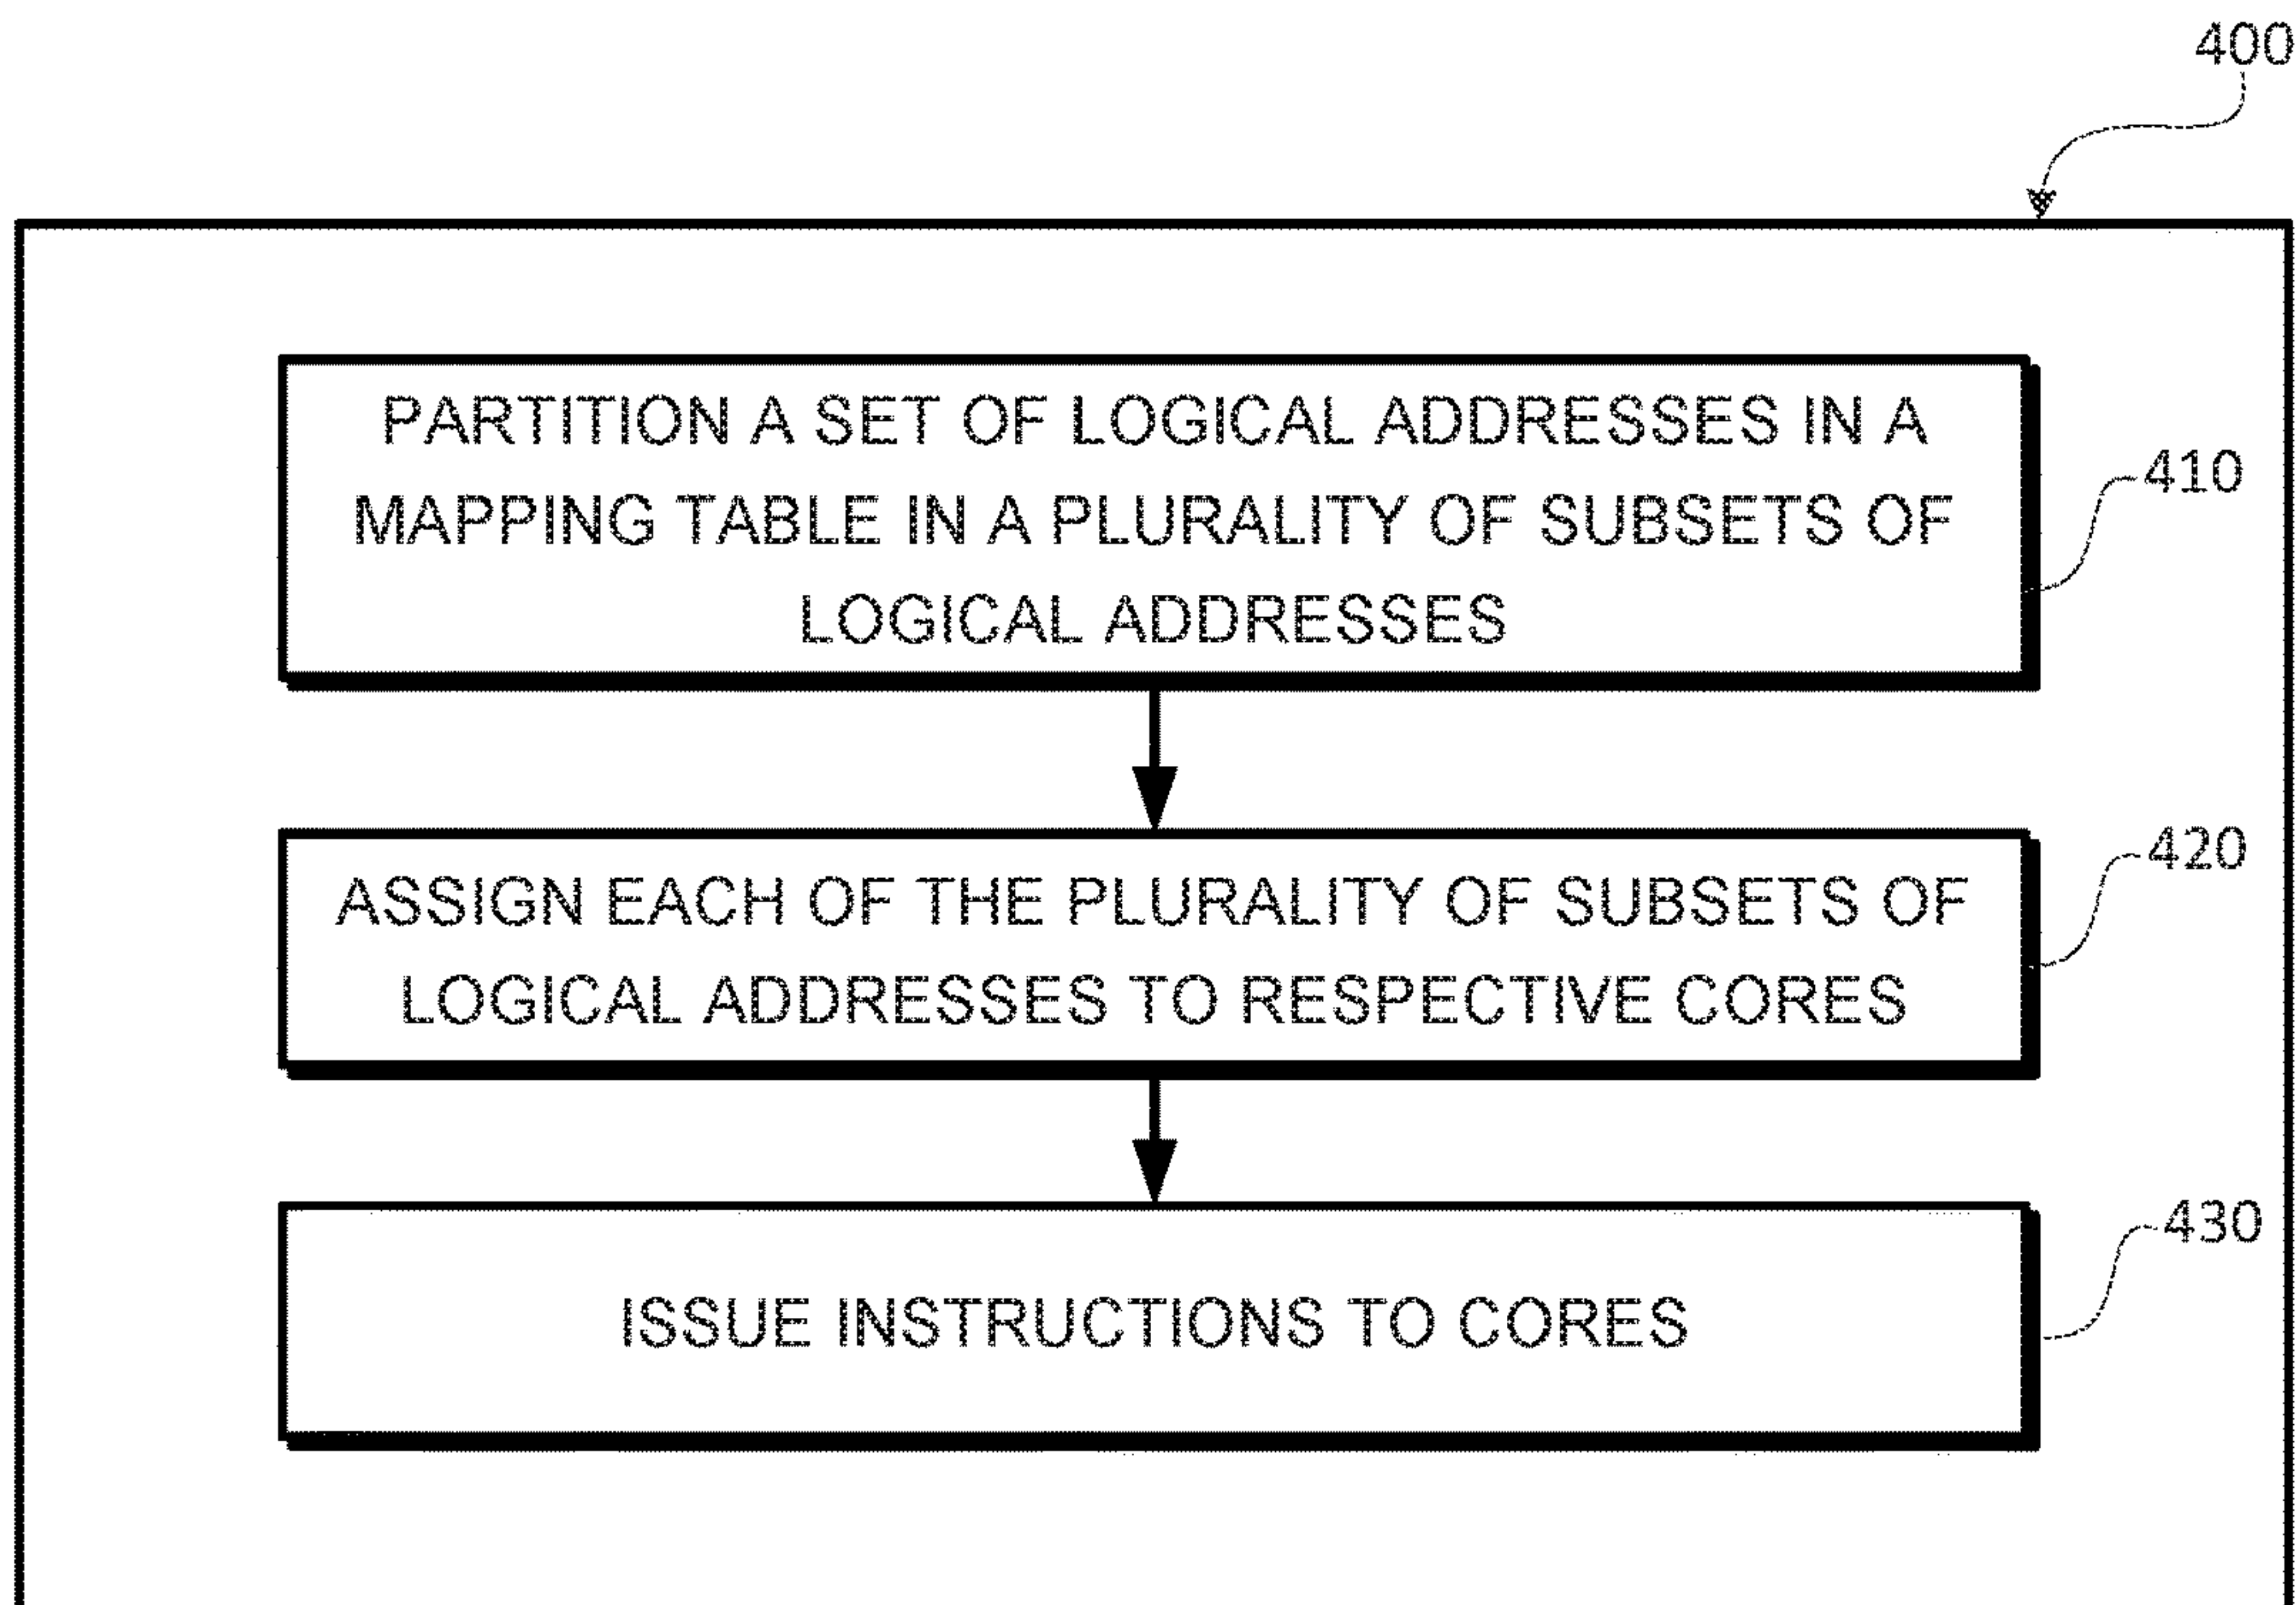 400
PARTITION A SET OF LOGICAL ADDRESSES IN A
MAPPING TABLE IN A PLURALITY OF SUBSETS OF
LOGICAL ADDRESSES
410
ASSIGN EACH OF THE PLURALITY OF SUBSETS OF
LOGICAL ADDRESSES TO RESPECTIVE CORES
420
ISSUE INSTRUCTIONS TO CORES
430